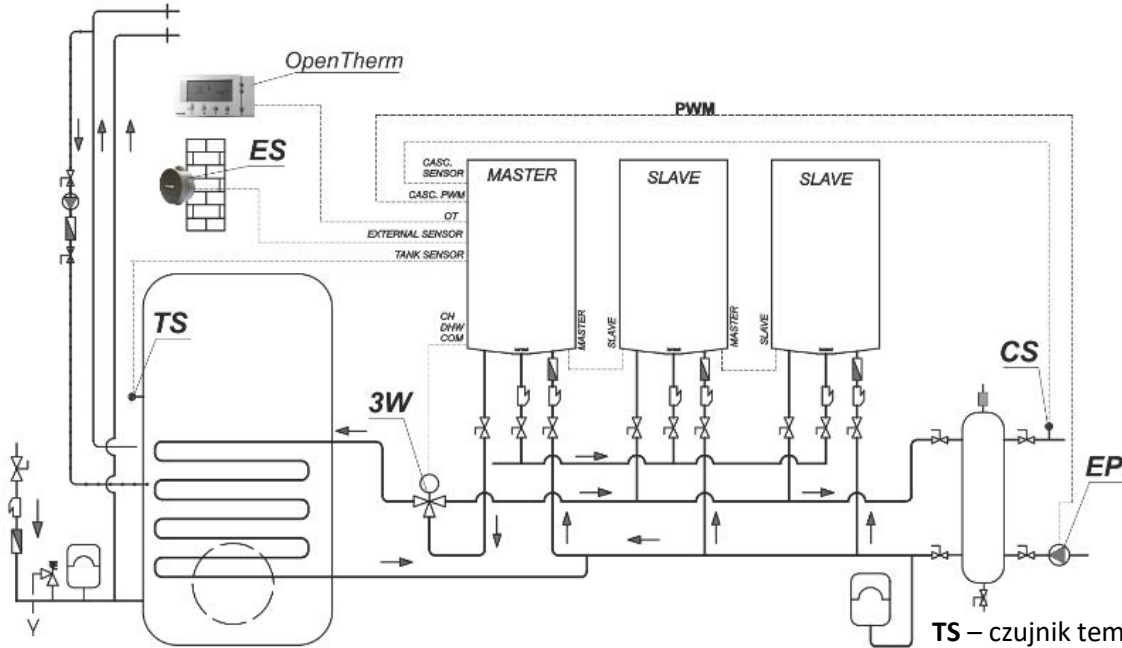 OpenTherm
PWM
ES
CASC.
SENSOR
MASTER
SLAVE
SLAVE
CASC. PWM
OT
EXTERNAL SENSOR
TANK SENSOR
TS
CH
DHW
COM
MASTER
SLAVE
MASTER
SLAVE
CS
3W
EP
TS – czujnik tem